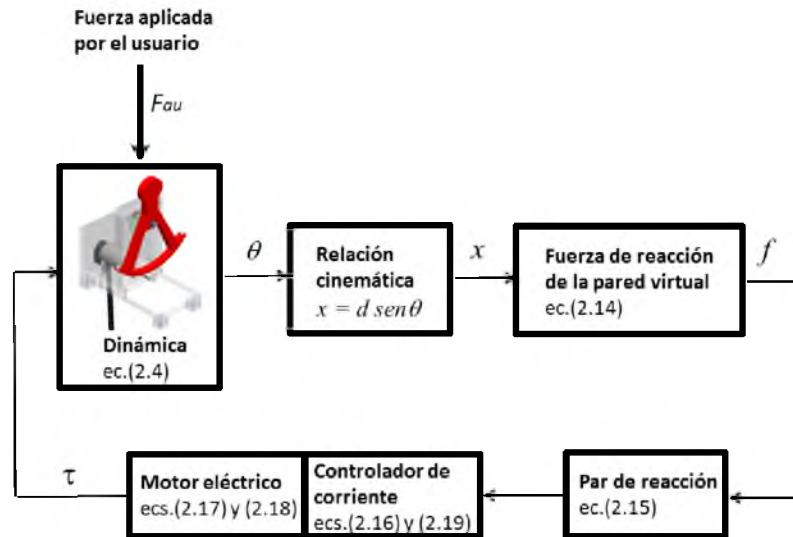 Fuerza aplicada
por el usuario
Fau
θ
x
f
Relación
cinemática
x = d sen θ
Fuerza de reacción
de la pared virtual
ec.(2.14)
Dinámica
ec.(2.4)
τ
Motor eléctrico
ecs.(2.17) y (2.18)
Controlador de
corriente
ecs.(2.16) y (2.19)
Par de reacción
ec.(2.15)